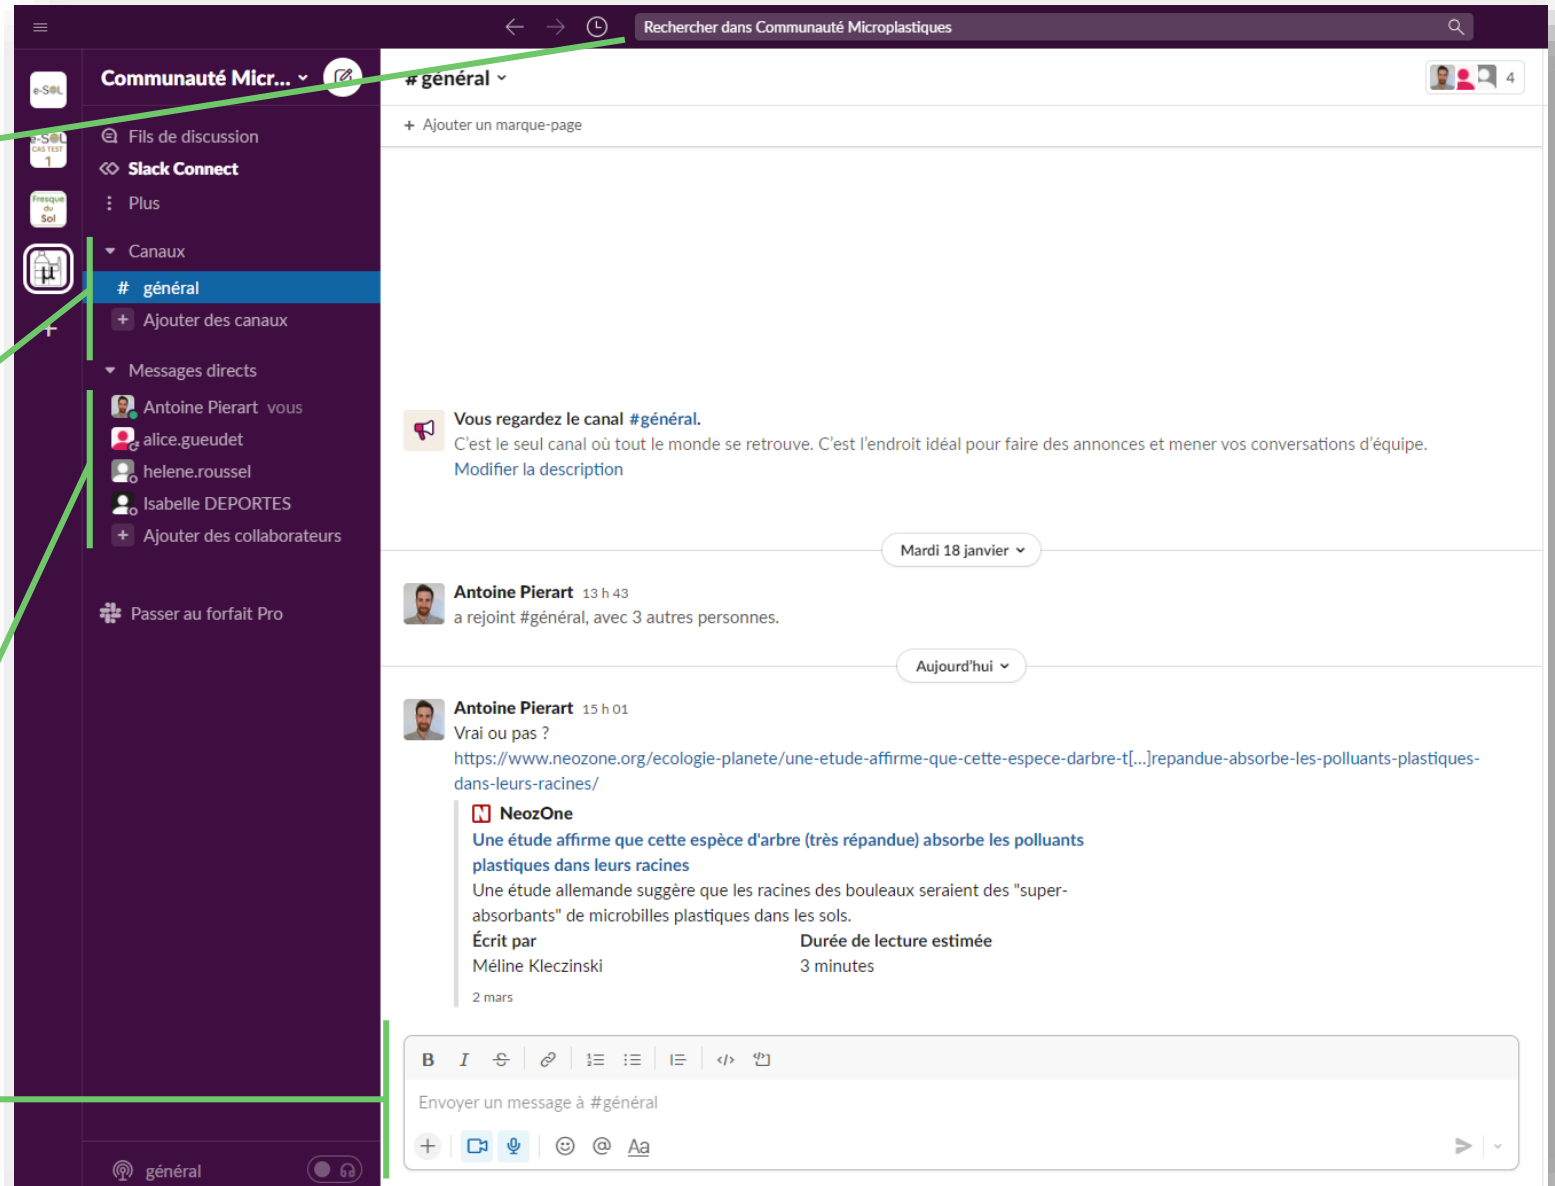 Rechercher dans Communauté Microplastiques
e-SOL
e-SOL
CAS TEST
1
Fresque
du
Sol
µ
Communauté Micr...
Fils de discussion
Slack Connect
Plus
Canaux
# général
+ Ajouter des canaux
Messages directs
Antoine Pierart vous
alice.gueudet
helene.roussel
Isabelle DEPORTES
+ Ajouter des collaborateurs
Passer au forfait Pro
général
# général
4
+ Ajouter un marque-page
Vous regardez le canal #général.
C'est le seul canal où tout le monde se retrouve. C'est l'endroit idéal pour faire des annonces et mener vos conversations d'équipe.
Modifier la description
Mardi 18 janvier
Antoine Pierart 13 h 43
a rejoint #général, avec 3 autres personnes.
Aujourd'hui
Antoine Pierart 15 h 01
Vrai ou pas ?
https://www.neozone.org/ecologie-planete/une-etude-affirme-que-cette-espece-darbre-t[...]repandue-absorbe-les-polluants-plastiques-
dans-leurs-racines/
N NeozOne
Une étude affirme que cette espèce d'arbre (très répandue) absorbe les polluants
plastiques dans leurs racines
Une étude allemande suggère que les racines des bouleaux seraient des "super-
absorbants" de microbilles plastiques dans les sols.
Écrit par Durée de lecture estimée
Méline Kleczinski 3 minutes
2 mars
B I S
Envoyer un message à #général
+ @ Aa